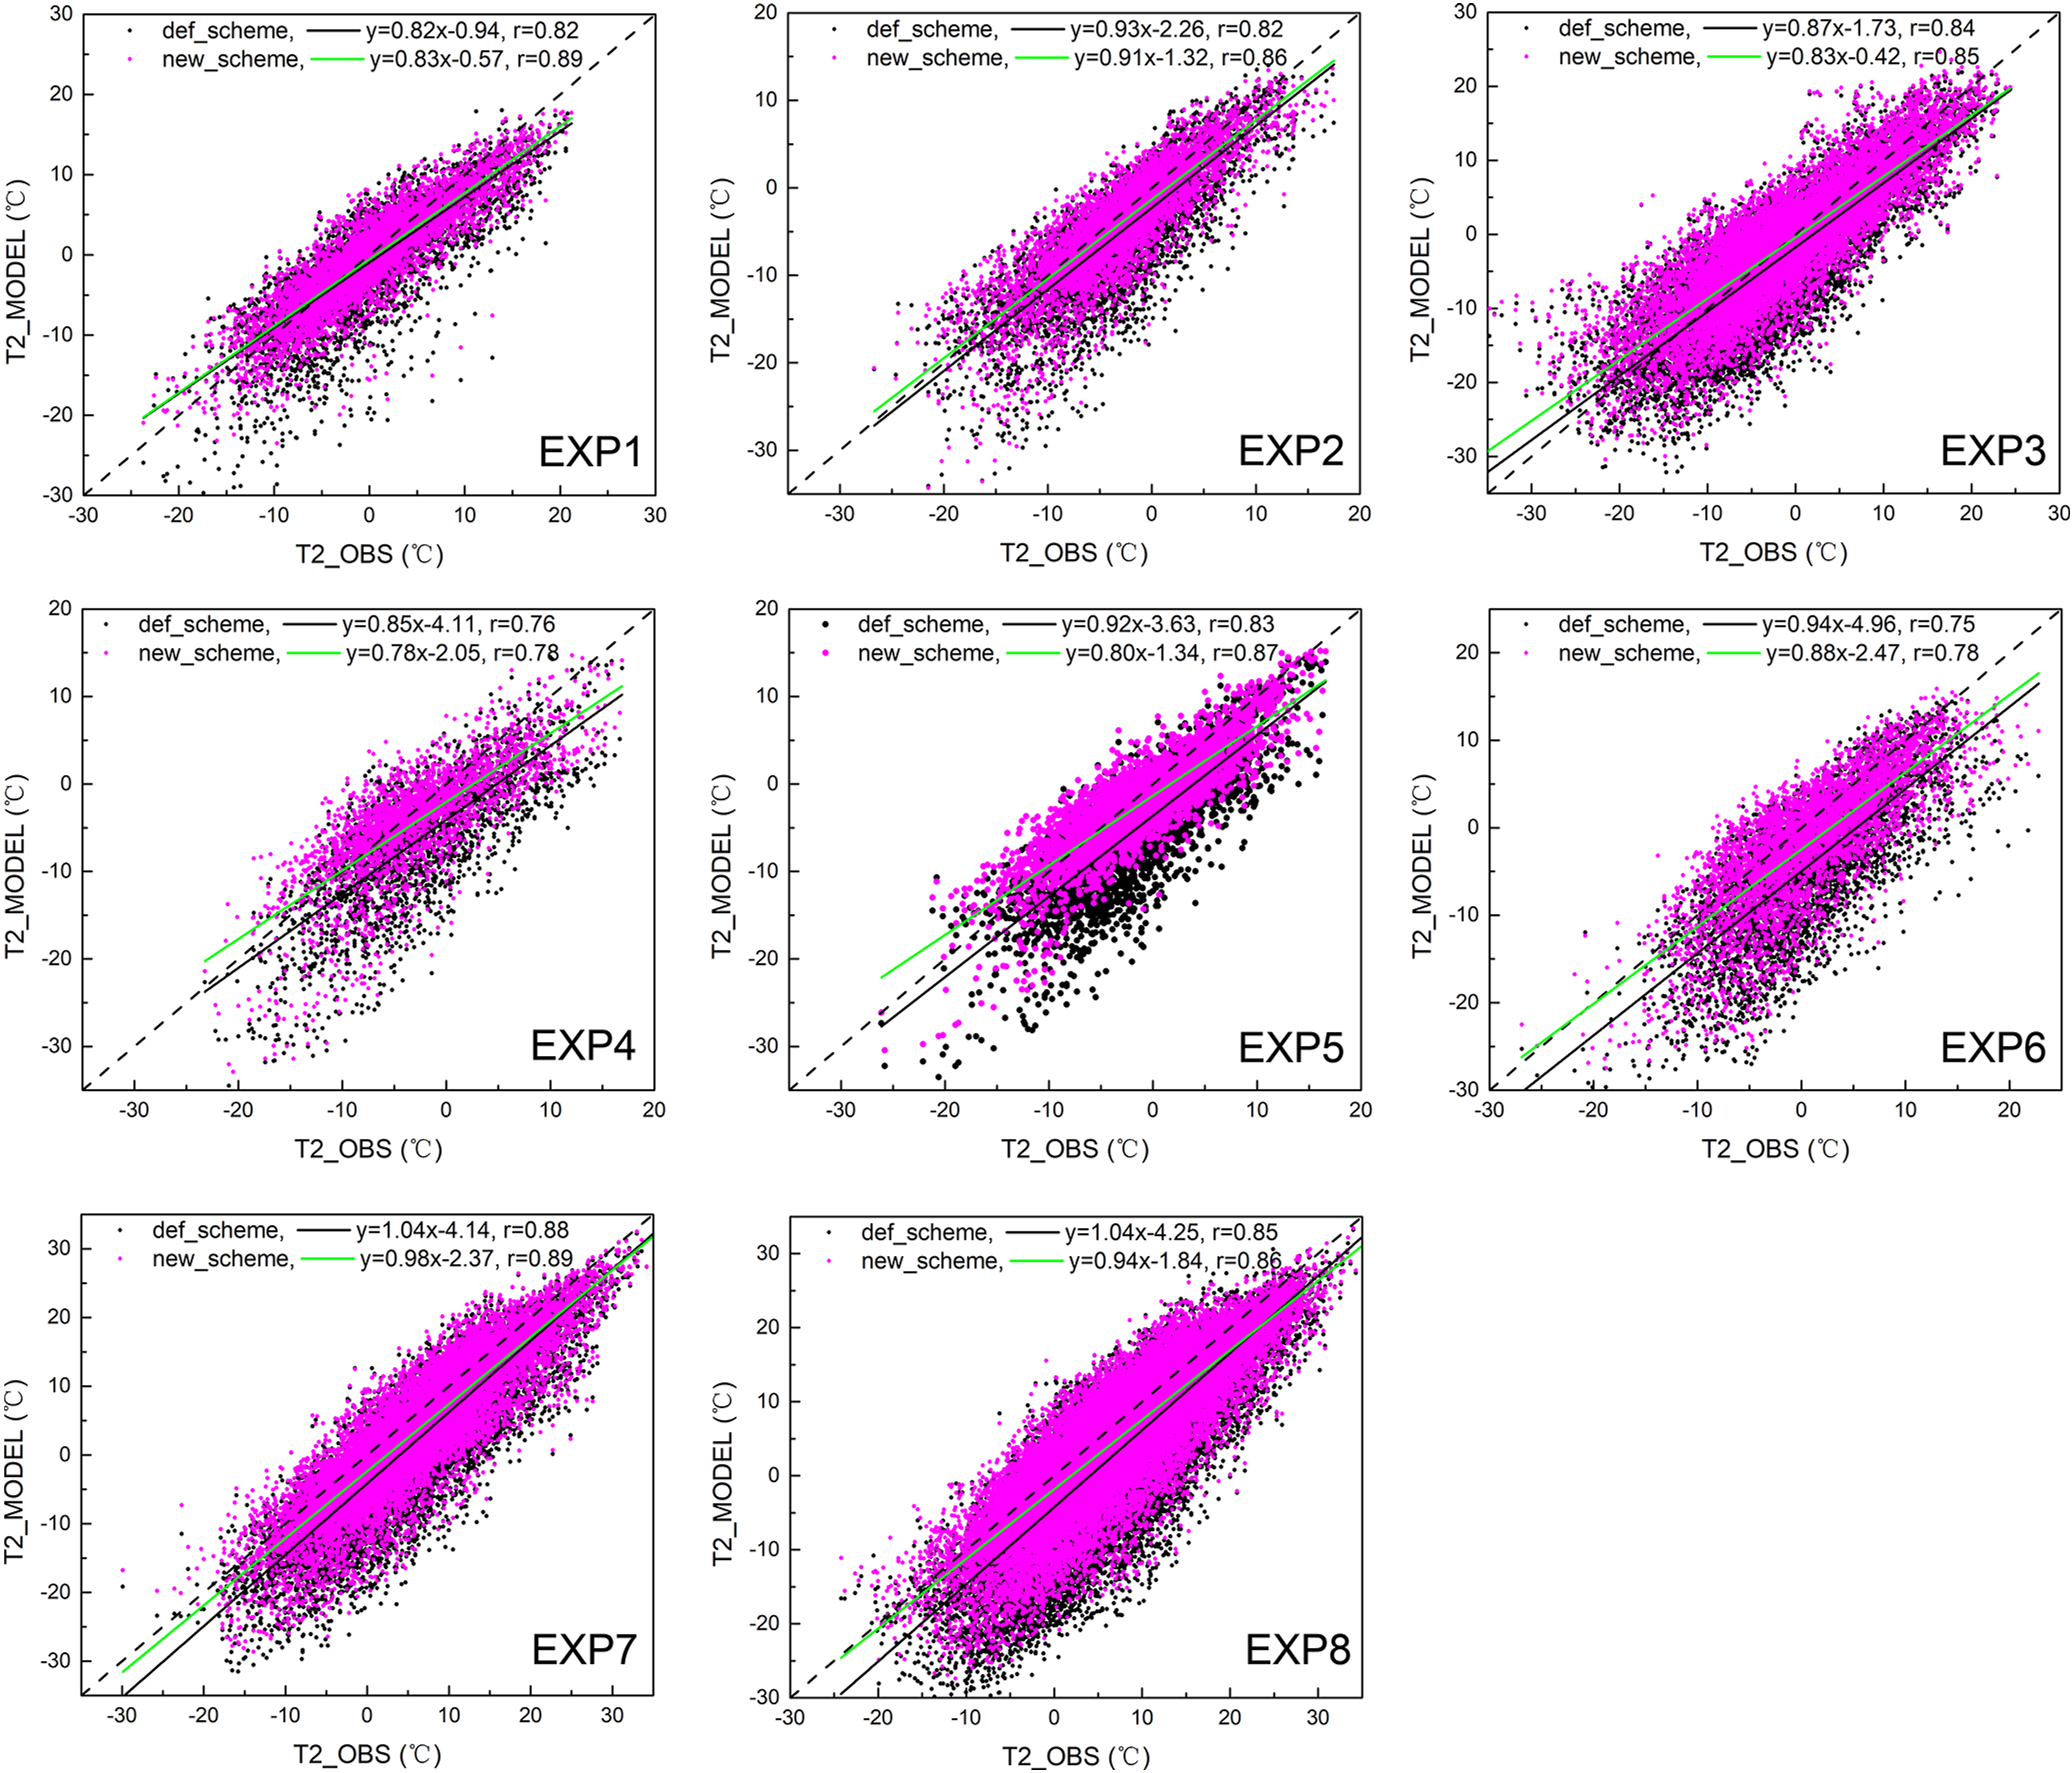 def_scheme, y=0.82x-0.94, r=0.82
new_scheme, y=0.83x-0.57, r=0.89
30
20
10
0
-10
-20
-30
T2_MODEL (℃)
EXP1
-30 -20 -10 0 10 20 30
T2_OBS (℃)
def_scheme, y=0.93x-2.26, r=0.82
new_scheme, y=0.91x-1.32, r=0.86
20
10
0
-10
-20
-30
T2_MODEL (℃)
EXP2
-30 -20 -10 0 10 20
T2_OBS (℃)
def_scheme, y=0.87x-1.73, r=0.84
new_scheme, y=0.83x-0.42, r=0.85
30
20
10
0
-10
-20
-30
T2_MODEL (℃)
EXP3
-30 -20 -10 0 10 20 30
T2_OBS (℃)
def_scheme, y=0.85x-4.11, r=0.76
new_scheme, y=0.78x-2.05, r=0.78
20
10
0
-10
-20
-30
T2_MODEL (℃)
EXP4
-30 -20 -10 0 10 20
T2_OBS (℃)
def_scheme, y=0.92x-3.63, r=0.83
new_scheme, y=0.80x-1.34, r=0.87
20
10
0
-10
-20
-30
T2_MODEL (℃)
EXP5
-30 -20 -10 0 10 20
T2_OBS (℃)
def_scheme, y=0.94x-4.96, r=0.75
new_scheme, y=0.88x-2.47, r=0.78
20
10
0
-10
-20
-30
T2_MODEL (℃)
EXP6
-30 -20 -10 0 10 20
T2_OBS (℃)
def_scheme, y=1.04x-4.14, r=0.88
new_scheme, y=0.98x-2.37, r=0.89
30
20
10
0
-10
-20
-30
T2_MODEL (℃)
EXP7
-30 -20 -10 0 10 20 30
T2_OBS (℃)
def_scheme, y=1.04x-4.25, r=0.85
new_scheme, y=0.94x-1.84, r=0.86
30
20
10
0
-10
-20
-30
T2_MODEL (℃)
EXP8
-30 -20 -10 0 10 20 30
T2_OBS (℃)